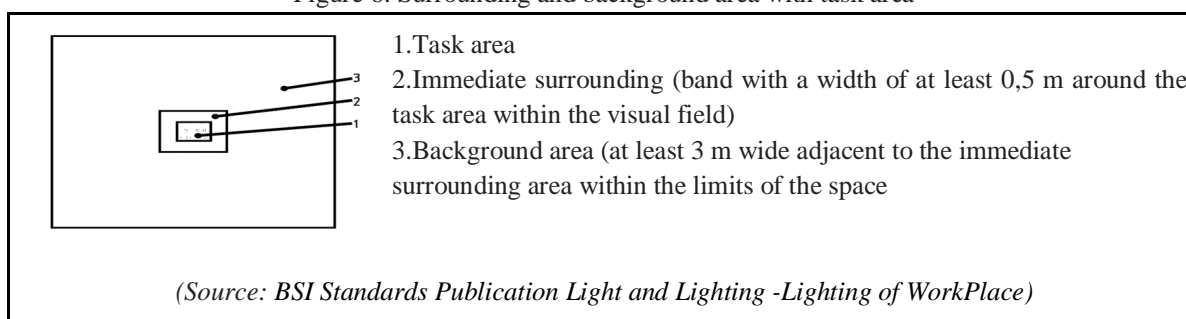 Figure 6. Surrounding and background area with task area
1.Task area
2.Immediate surrounding (band with a width of at least 0,5 m around the
task area within the visual field)
3.Background area (at least 3 m wide adjacent to the immediate
surrounding area within the limits of the space
3
2
1
(Source: BSI Standards Publication Light and Lighting -Lighting of WorkPlace)